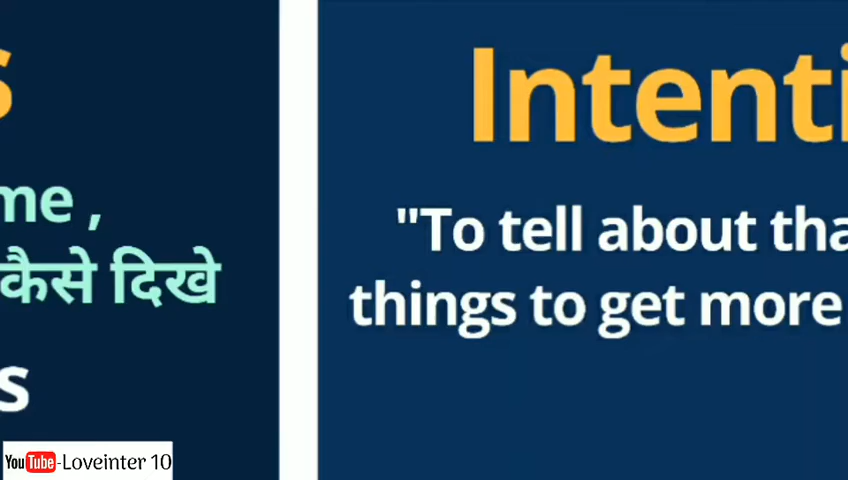 s
me ,
कैसे दिखे
s
Intenti
"To tell about tha
things to get more
YouTube-Loveinter 10